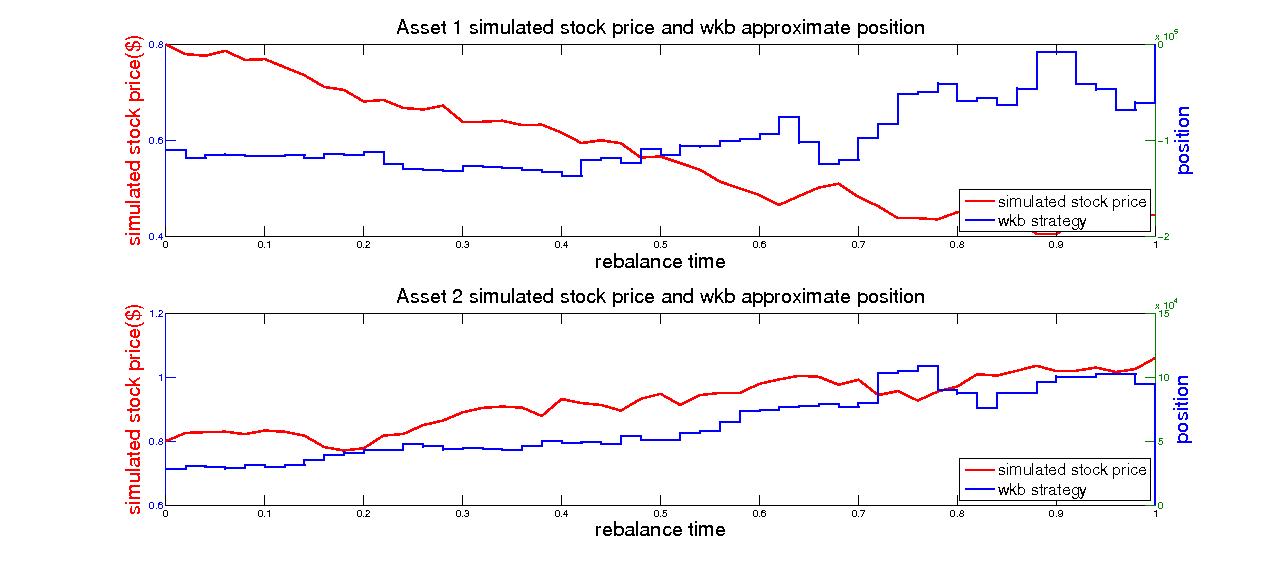 Asset 1 simulated stock price and wkb approximate position
simulated stock price($)
0.8
0.6
0.4
x 10^5
0
-1
-2
position
simulated stock price
wkb strategy
0 0.1 0.2 0.3 0.4 0.5 0.6 0.7 0.8 0.9 1
rebalance time
Asset 2 simulated stock price and wkb approximate position
simulated stock price($)
1.2
1
0.8
0.6
x 10^4
15
10
5
0
position
simulated stock price
wkb strategy
0 0.1 0.2 0.3 0.4 0.5 0.6 0.7 0.8 0.9 1
rebalance time